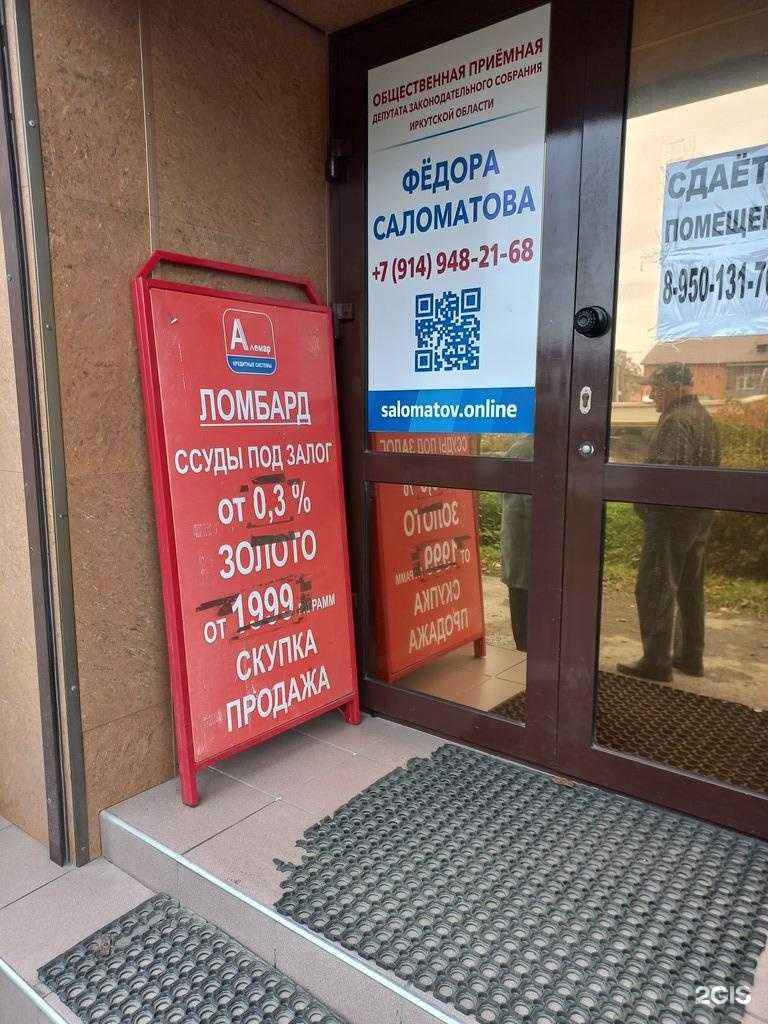 ОБЩЕСТВЕННАЯ ПРИЁМНАЯ
ДЕПУТАТА ЗАКОНОДАТЕЛЬНОГО СОБРАНИЯ
ИРКУТСКОЙ ОБЛАСТИ
ФЁДОРА
САЛОМАТОВА
+7 (914) 948-21-68
salomatov.online
СДАЁТ
ПОМЕЩЕ
8-950-131-7
Алемар
КРЕДИТНЫЕ СИСТЕМЫ
ЛОМБАРД
ССУДЫ ПОД ЗАЛОГ
от 0,3 %
ЗОЛОТО
от 1999 ГРАММ
СКУПКА
ПРОДАЖА
2GIS